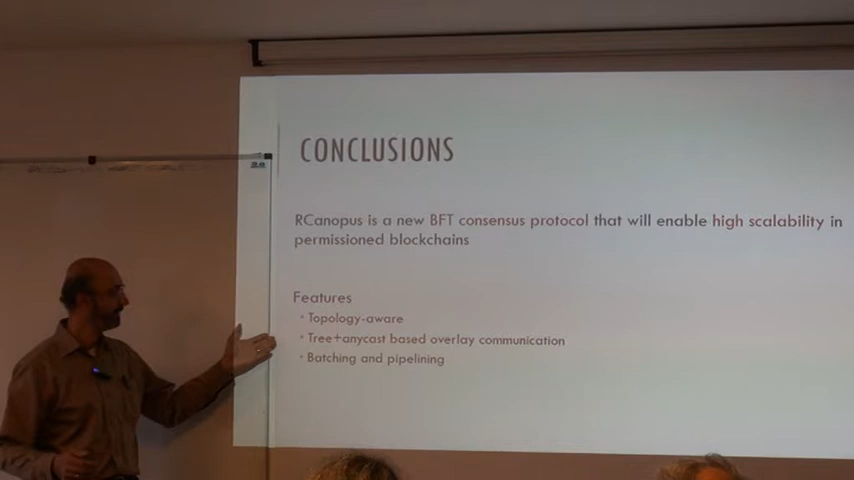 CONCLUSIONS
RCanopus is a new BFT consensus protocol that will enable high scalability in
permissioned blockchains
Features
• Topology-aware
• Tree+anycast based overlay communication
• Batching and pipelining